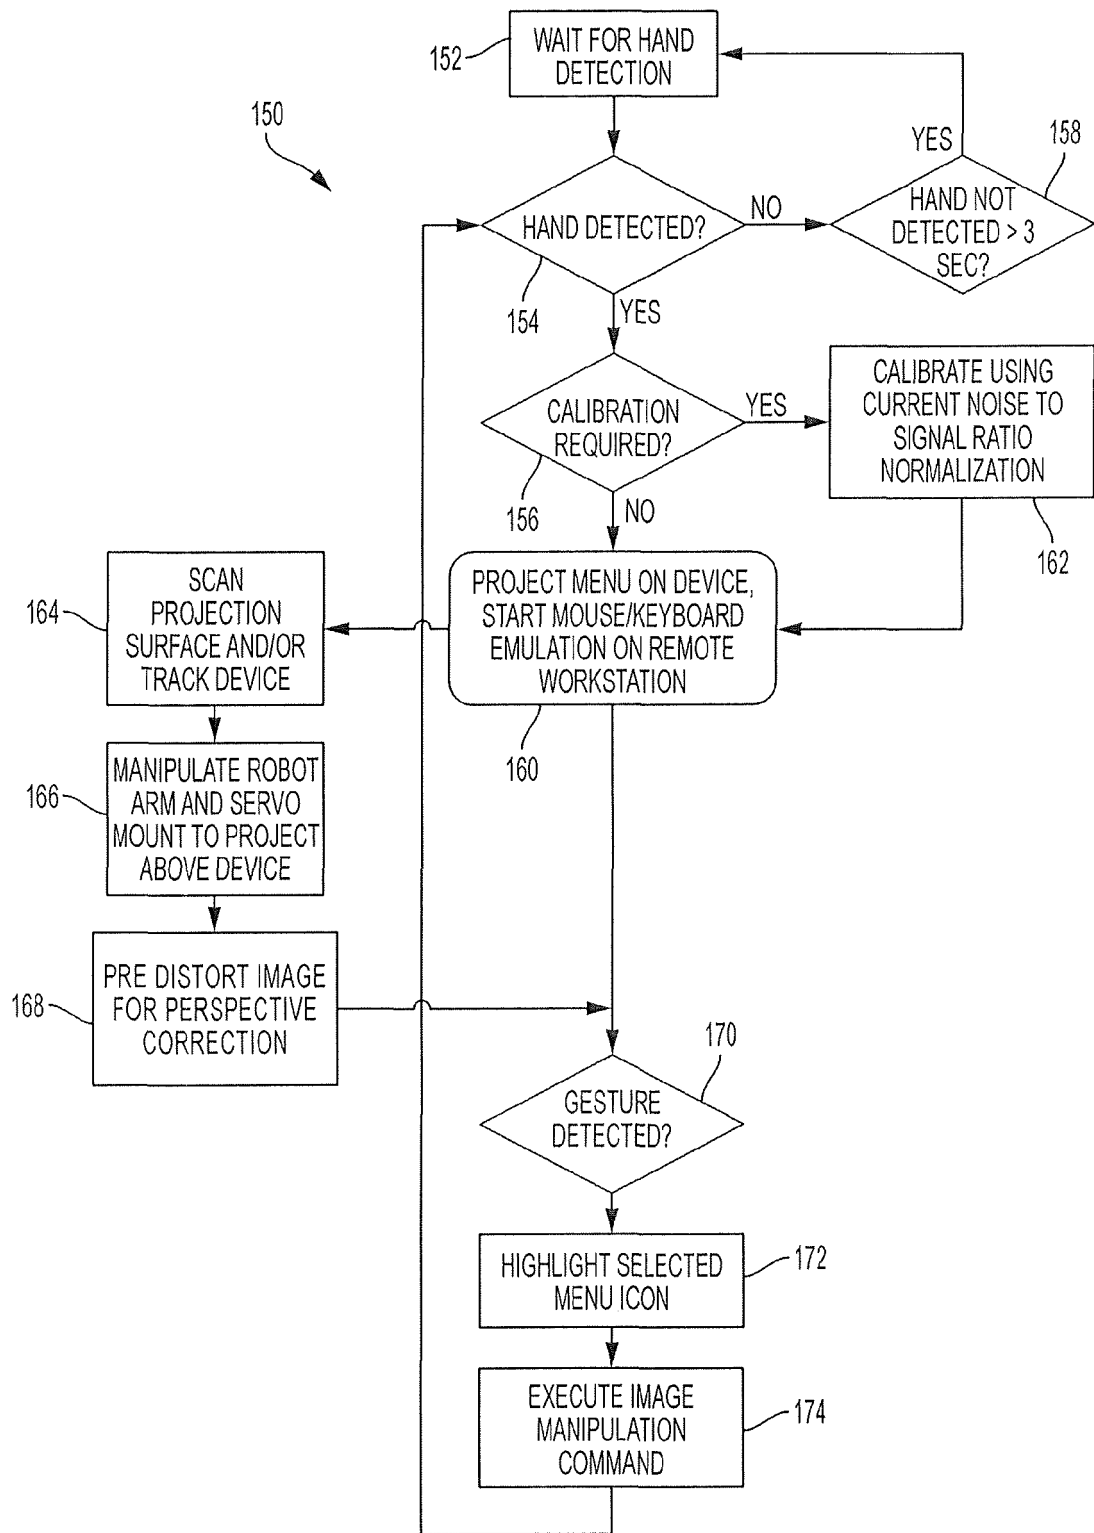 152
WAIT FOR HAND
DETECTION
150
YES
158
HAND DETECTED?
NO
HAND NOT
DETECTED > 3
SEC?
154
YES
CALIBRATION
REQUIRED?
YES
CALIBRATE USING
CURRENT NOISE TO
SIGNAL RATIO
NORMALIZATION
156
NO
162
164
SCAN
PROJECTION
SURFACE AND/OR
TRACK DEVICE
PROJECT MENU ON DEVICE,
START MOUSE/KEYBOARD
EMULATION ON REMOTE
WORKSTATION
160
166
MANIPULATE ROBOT
ARM AND SERVO
MOUNT TO PROJECT
ABOVE DEVICE
168
PRE DISTORT IMAGE
FOR PERSPECTIVE
CORRECTION
170
GESTURE
DETECTED?
HIGHLIGHT SELECTED
MENU ICON
172
EXECUTE IMAGE
MANIPULATION
COMMAND
174